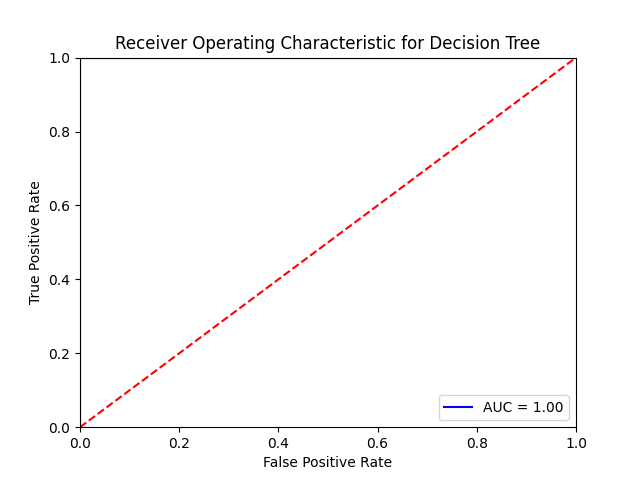 Receiver Operating Characteristic for Decision Tree
1.0
0.8
0.6
0.4
0.2
0.0
True Positive Rate
AUC = 1.00
0.0 0.2 0.4 0.6 0.8 1.0
False Positive Rate